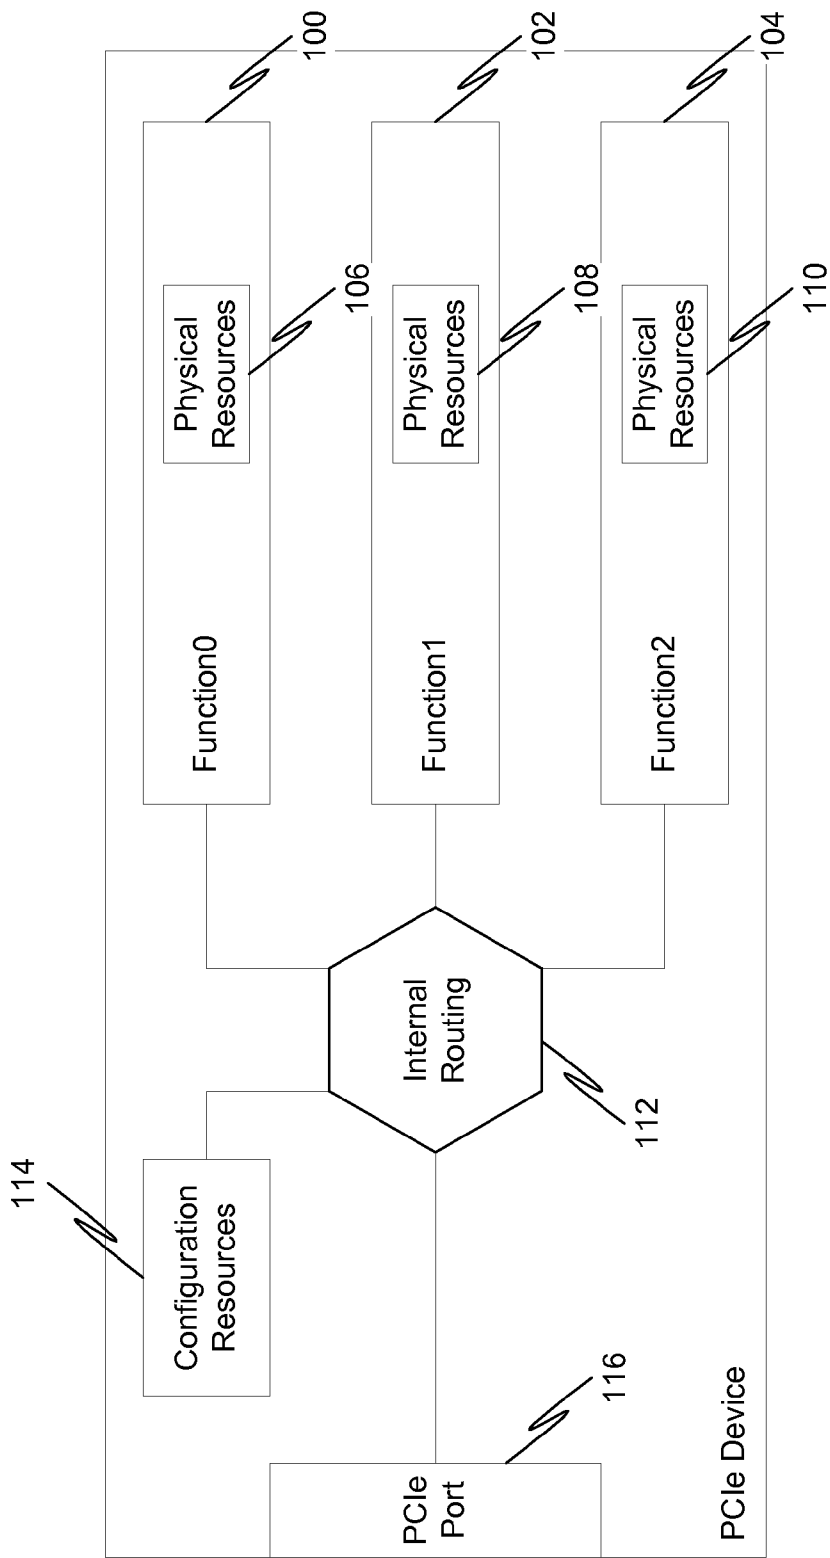 114
Configuration
Resources
PCIe
Port
116
PCIe Device
Internal
Routing
112
Function0
Physical
Resources
106
100
Function1
Physical
Resources
108
102
Function2
Physical
Resources
110
104